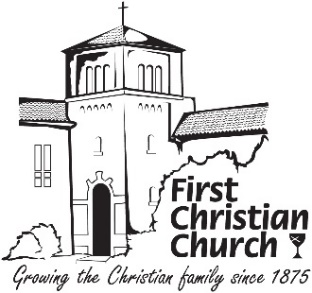 First
Christian
Church
Growing the Christian family since 1875